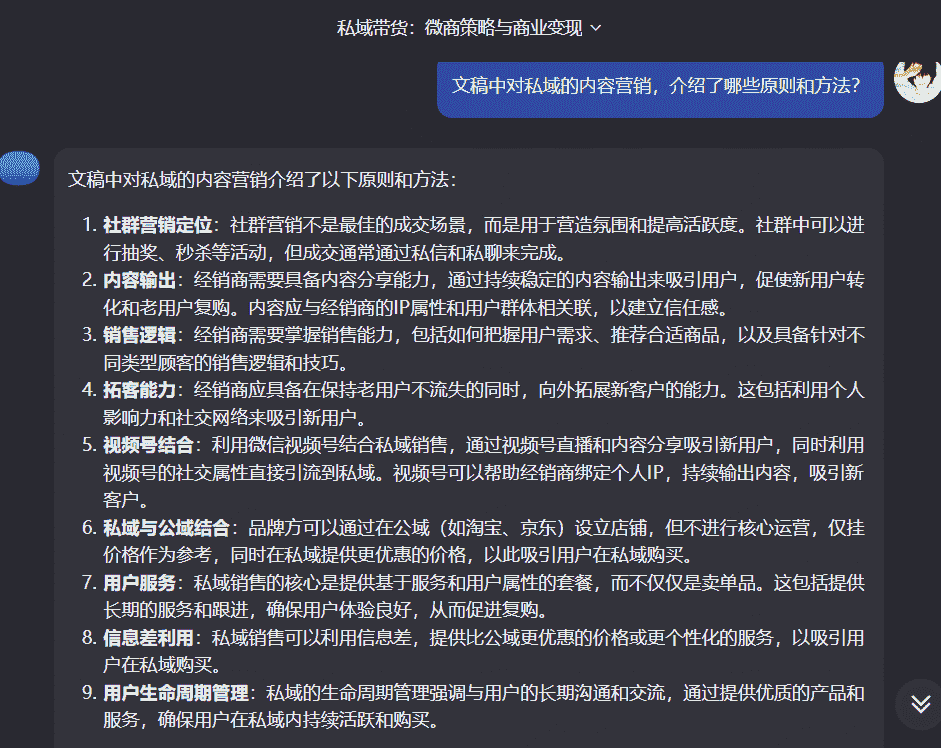 私域带货：微商策略与商业变现
文稿中对私域的内容营销，介绍了哪些原则和方法？
文稿中对私域的内容营销介绍了以下原则和方法：
1. 社群营销定位：社群营销不是最佳的成交场景，而是用于营造氛围和提高活跃度。社群中可以进
行抽奖、秒杀等活动，但成交通常通过私信和私聊来完成。
2. 内容输出：经销商需要具备内容分享能力，通过持续稳定的内容输出来吸引用户，促使新用户转
化和老用户复购。内容应与经销商的IP属性和用户群体相关联，以建立信任感。
3. 销售逻辑：经销商需要掌握销售能力，包括如何把握用户需求、推荐合适商品，以及具备针对不
同类型顾客的销售逻辑和技巧。
4. 拓客能力：经销商应具备在保持老用户不流失的同时，向外拓展新客户的能力。这包括利用个人
影响力和社交网络来吸引新用户。
5. 视频号结合：利用微信视频号结合私域销售，通过视频号直播和内容分享吸引新用户，同时利用
视频号的社交属性直接引流到私域。视频号可以帮助经销商绑定个人IP，持续输出内容，吸引新
客户。
6. 私域与公域结合：品牌方可以通过在公域（如淘宝、京东）设立店铺，但不进行核心运营，仅挂
价格作为参考，同时在私域提供更优惠的价格，以此吸引用户在私域购买。
7. 用户服务：私域销售的核心是提供基于服务和用户属性的套餐，而不仅仅是卖单品。这包括提供
长期的服务和跟进，确保用户体验良好，从而促进复购。
8. 信息差利用：私域销售可以利用信息差，提供比公域更优惠的价格或更个性化的服务，以吸引用
户在私域购买。
9. 用户生命周期管理：私域的生命周期管理强调与用户的长期沟通和交流，通过提供优质的产品和
服务，确保用户在私域内持续活跃和购买。